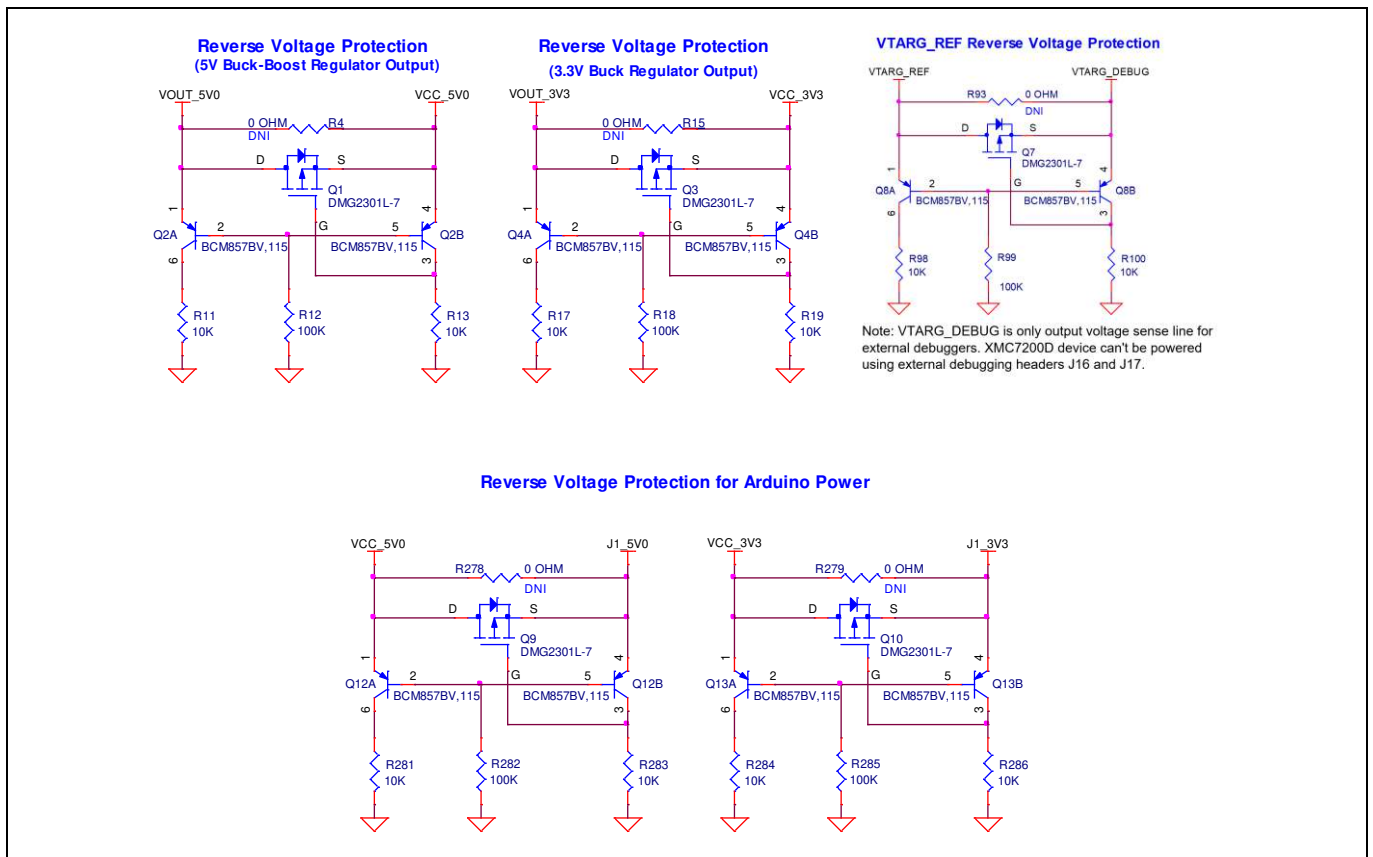 Reverse Voltage Protection
(5V Buck-Boost Regulator Output)
VOUT_5V0
VCC_5V0
0 OHM
R4
DNI
D
S
Q1
DMG2301L-7
1
4
Q2A
2
G
5
Q2B
BCM857BV,115
BCM857BV,115
6
3
R11
10K
R12
100K
R13
10K
Reverse Voltage Protection
(3.3V Buck Regulator Output)
VOUT_3V3
VCC_3V3
0 OHM
R15
DNI
D
S
Q3
DMG2301L-7
1
4
Q4A
2
G
5
Q4B
BCM857BV,115
BCM857BV,115
6
3
R17
10K
R18
100K
R19
10K
VTARG_REF Reverse Voltage Protection
VTARG_REF
VTARG_DEBUG
R93
0 OHM
DNI
D
S
Q7
DMG2301L-7
1
4
Q8A
2
G
5
Q8B
BCM857BV,115
BCM857BV,115
6
3
R98
10K
R99
100K
R100
10K
Note: VTARG_DEBUG is only output voltage sense line for
external debuggers. XMC7200D device can't be powered
using external debugging headers J16 and J17.
Reverse Voltage Protection for Arduino Power
VCC_5V0
J1_5V0
R278
0 OHM
DNI
D
S
Q9
DMG2301L-7
1
4
Q12A
2
G
5
Q12B
BCM857BV,115
BCM857BV,115
6
3
R281
10K
R282
100K
R283
10K
VCC_3V3
J1_3V3
R279
0 OHM
DNI
D
S
Q10
DMG2301L-7
1
4
Q13A
2
G
5
Q13B
BCM857BV,115
BCM857BV,115
6
3
R284
10K
R285
100K
R286
10K